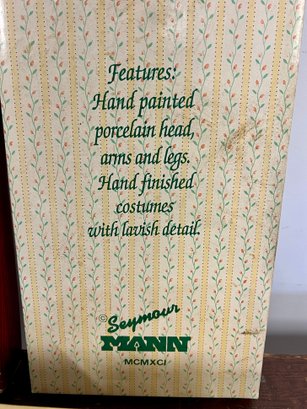 Features:
Hand painted
porcelain head,
arms and legs.
Hand finished
costumes
with lavish detail.
© Seymour
MANN
MCMXCI